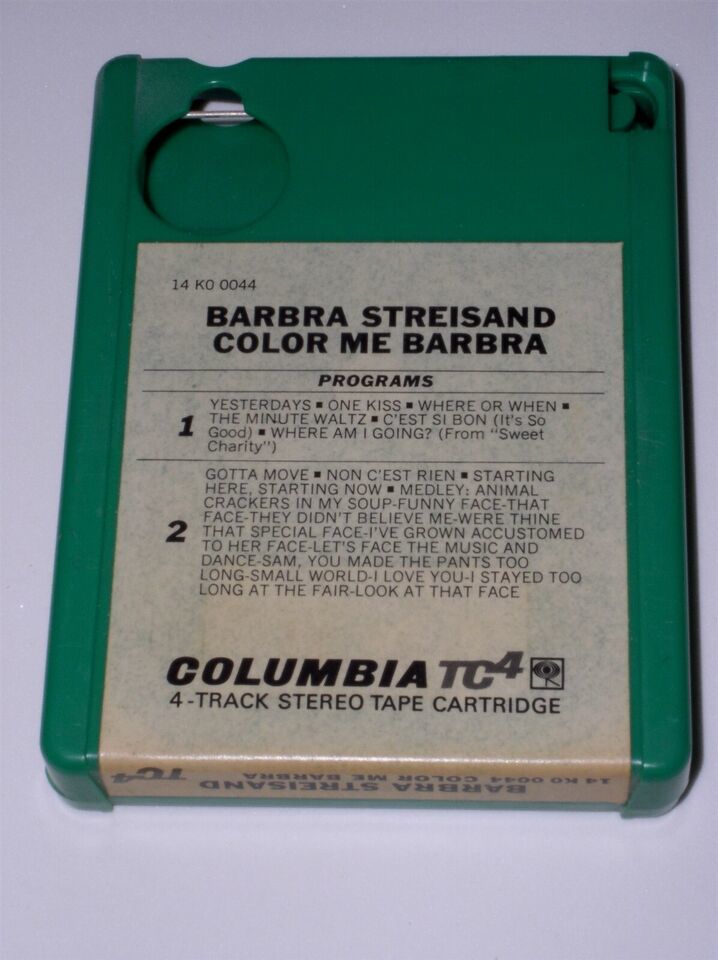 14 KO 0044
BARBRA STREISAND
COLOR ME BARBRA
PROGRAMS
1
YESTERDAYS ▪ ONE KISS ▪ WHERE OR WHEN ▪
THE MINUTE WALTZ ▪ C'EST SI BON (It's So
Good) ▪ WHERE AM I GOING? (From "Sweet
Charity")
2
GOTTA MOVE ▪ NON C'EST RIEN ▪ STARTING
HERE, STARTING NOW ▪ MEDLEY: ANIMAL
CRACKERS IN MY SOUP-FUNNY FACE-THAT
FACE-THEY DIDN'T BELIEVE ME-WERE THINE
THAT SPECIAL FACE-I'VE GROWN ACCUSTOMED
TO HER FACE-LET'S FACE THE MUSIC AND
DANCE-SAM, YOU MADE THE PANTS TOO
LONG-SMALL WORLD-I LOVE YOU-I STAYED TOO
LONG AT THE FAIR-LOOK AT THAT FACE
COLUMBIA TC4
4-TRACK STEREO TAPE CARTRIDGE
14 KO 0044 COLOR ME BARBRA
BARBRA STREISAND
TC4